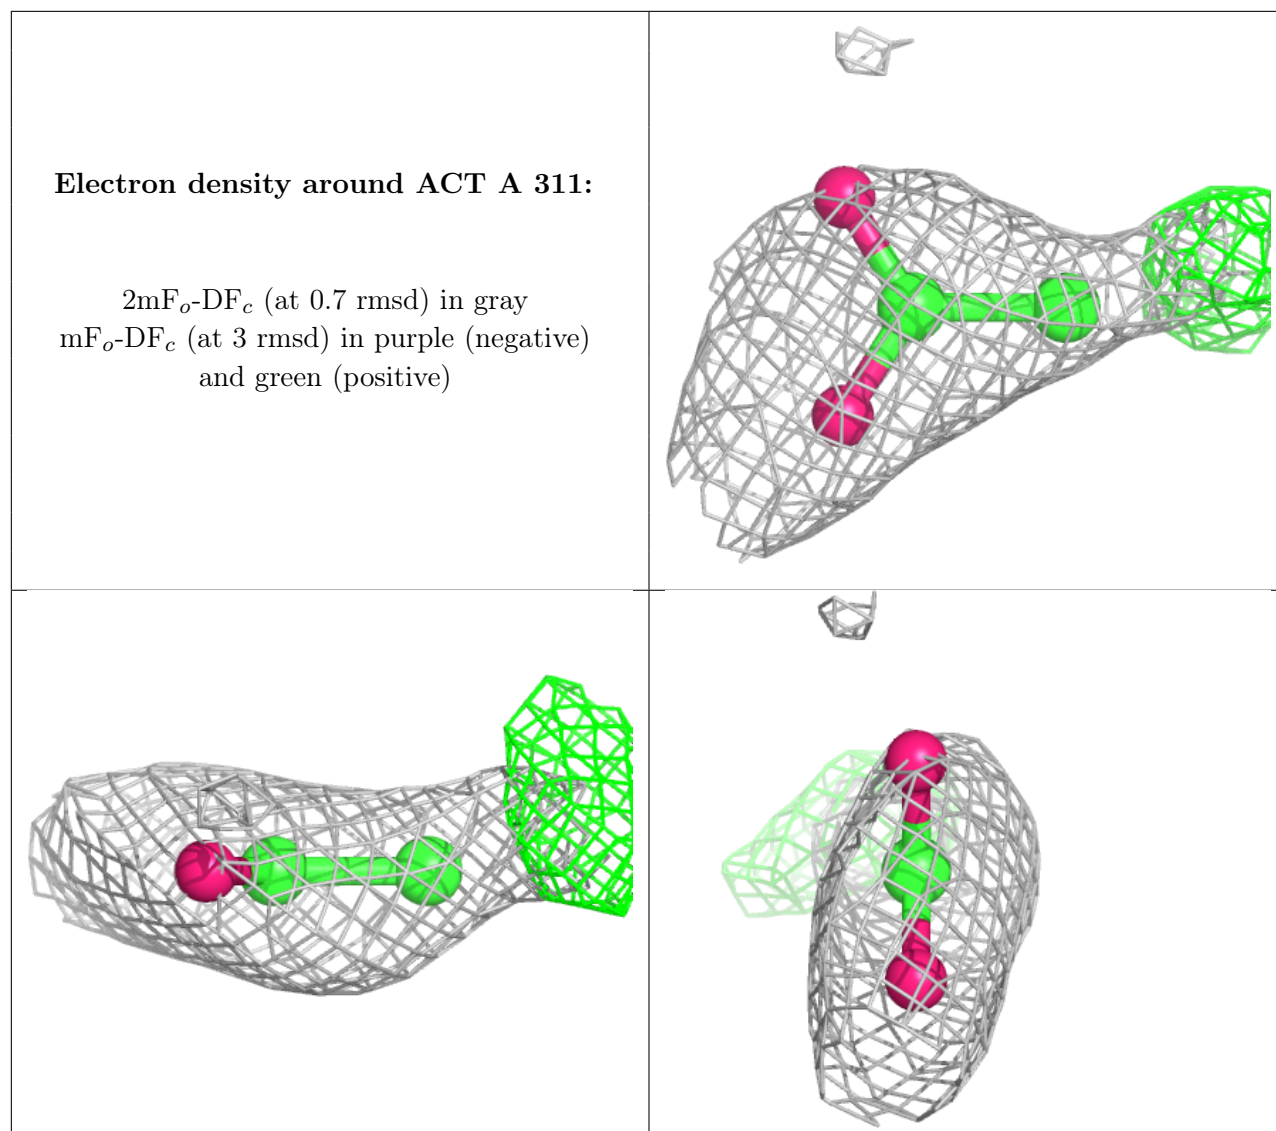 Electron density around ACT A 311:
2mFo-DFc (at 0.7 rmsd) in gray
mFo-DFc (at 3 rmsd) in purple (negative)
and green (positive)